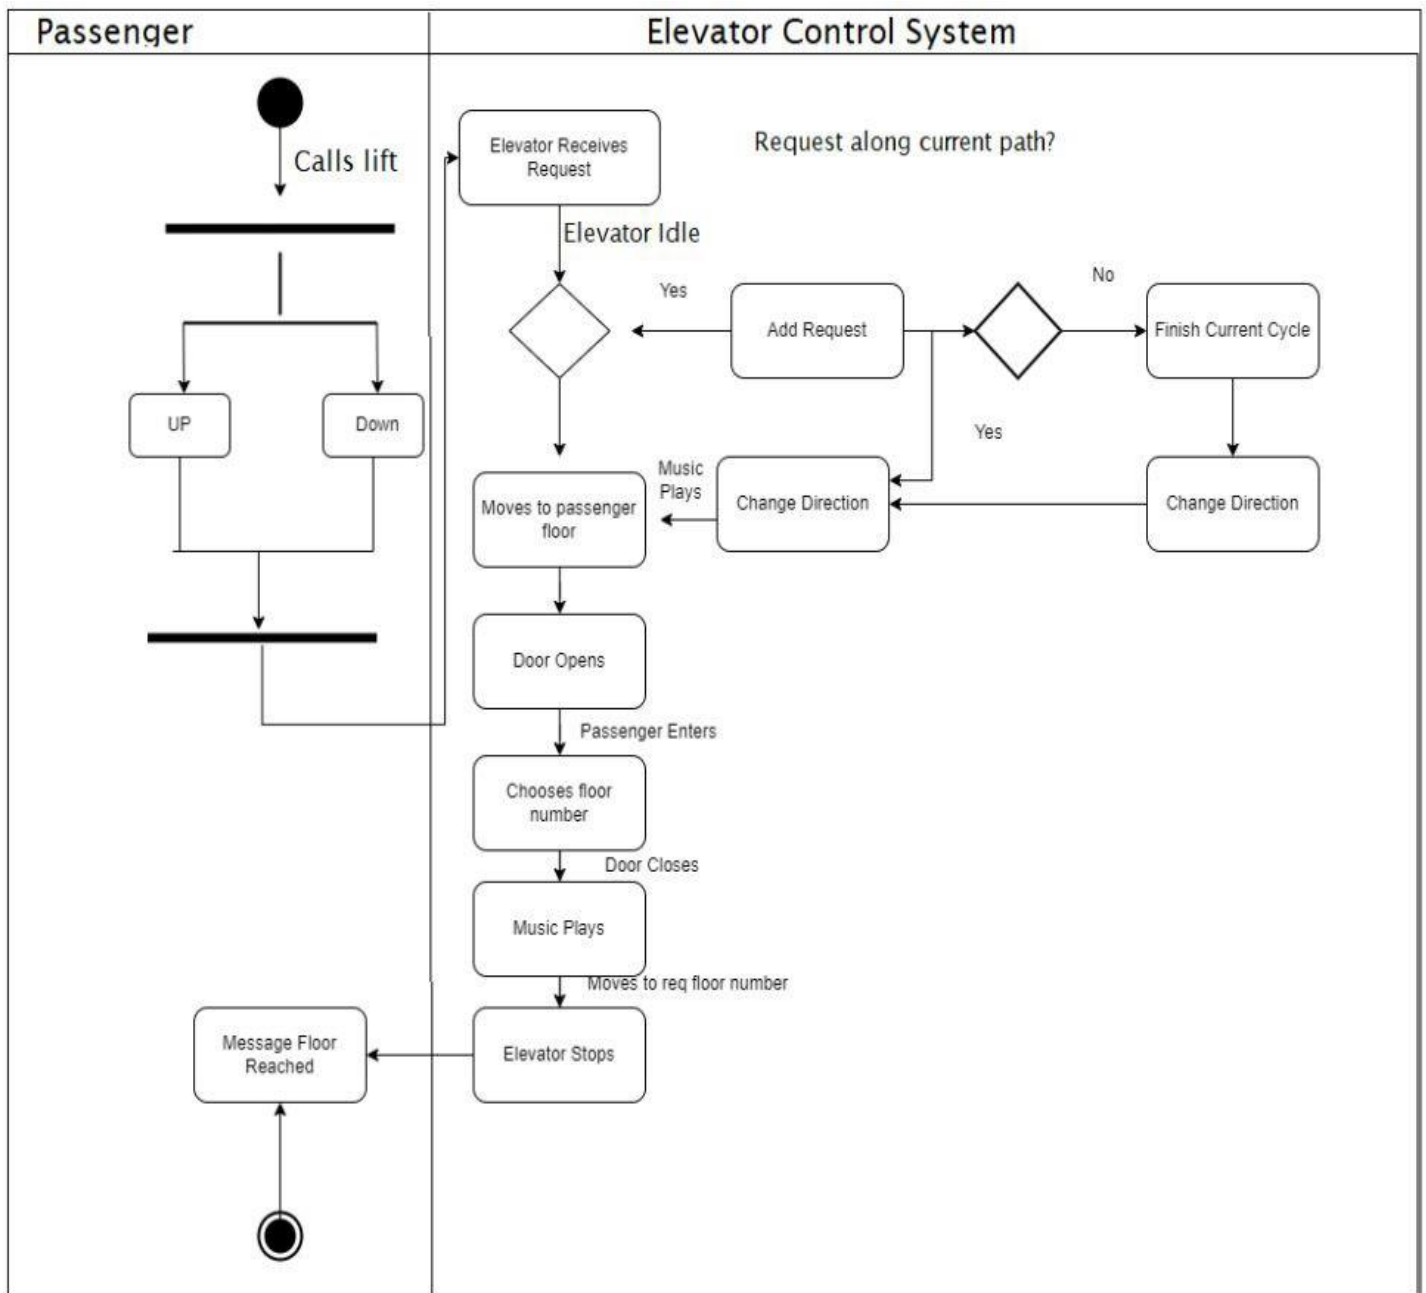 Passenger
Elevator Control System
Calls lift
Elevator Receives
Request
Request along current path?
Elevator Idle
Yes
Add Request
No
Finish Current Cycle
UP
Down
Yes
Music
Plays
Moves to passenger
floor
Change Direction
Change Direction
Door Opens
Passenger Enters
Chooses floor
number
Door Closes
Music Plays
Moves to req floor number
Message Floor
Reached
Elevator Stops